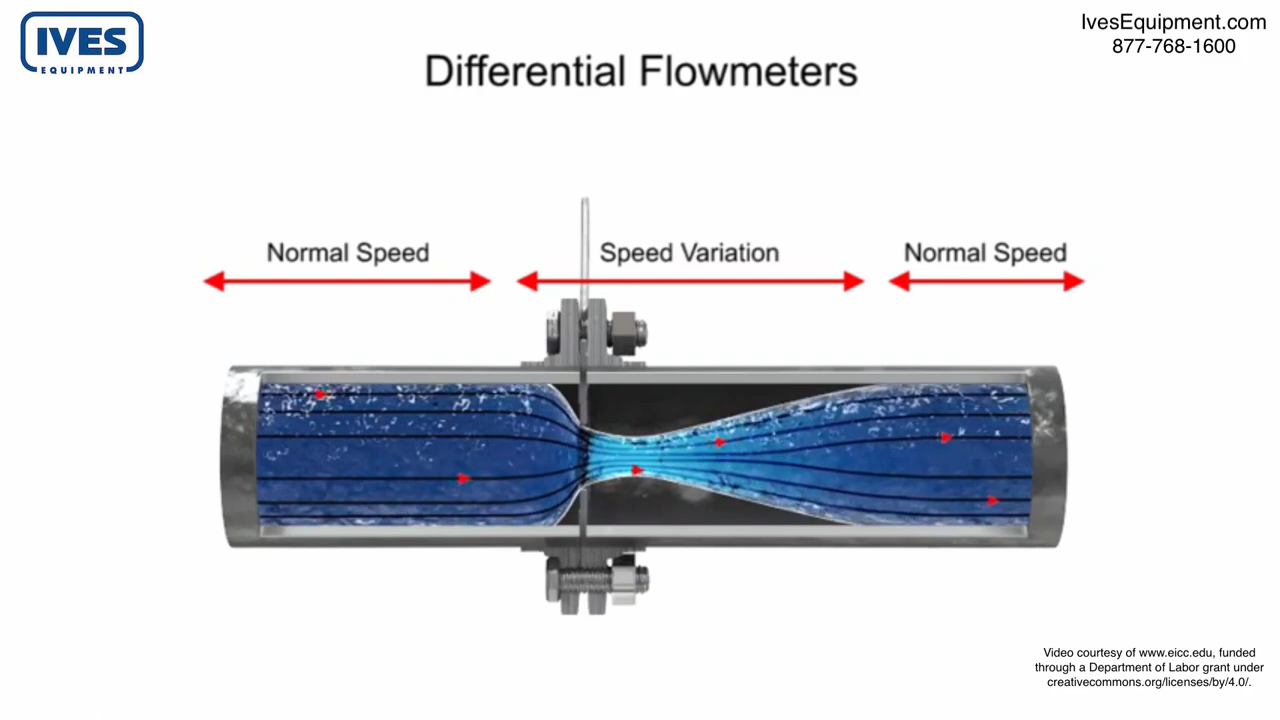 IVES
EQUIPMENT
IvesEquipment.com
877-768-1600
Differential Flowmeters
Normal Speed
Speed Variation
Normal Speed
Video courtesy of www.eicc.edu, funded
through a Department of Labor grant under
creativecommons.org/licenses/by/4.0/.